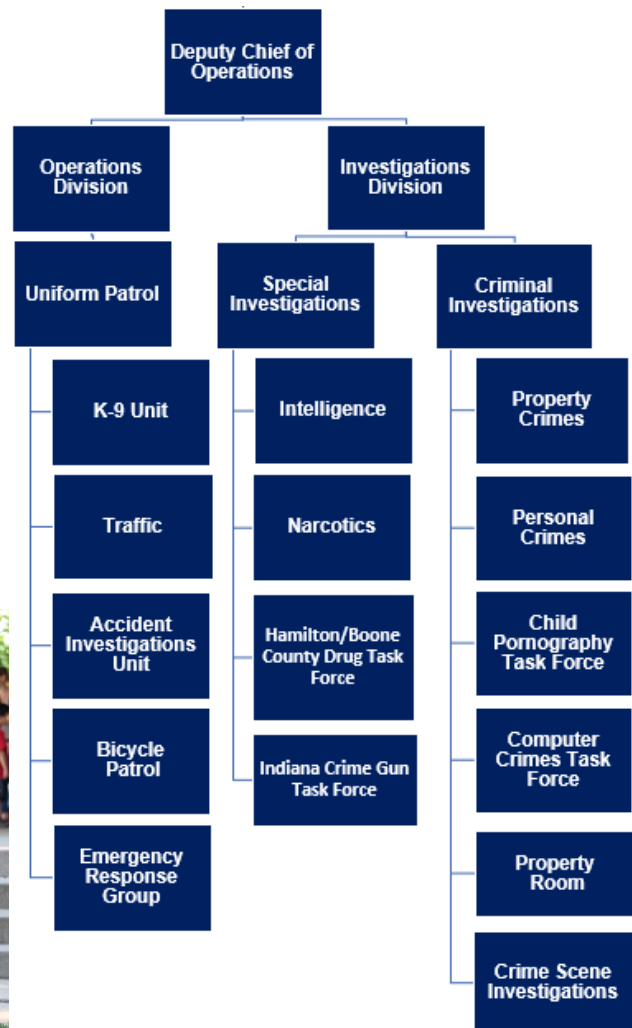 Deputy Chief of
Operations
Operations
Division
Investigations
Division
Uniform Patrol
Special
Investigations
Criminal
Investigations
K-9 Unit
Traffic
Accident
Investigations
Unit
Bicycle
Patrol
Emergency
Response
Group
Intelligence
Narcotics
Hamilton/Boone
County Drug Task
Force
Indiana Crime Gun
Task Force
Property
Crimes
Personal
Crimes
Child
Pornography
Task Force
Computer
Crimes Task
Force
Property
Room
Crime Scene
Investigations